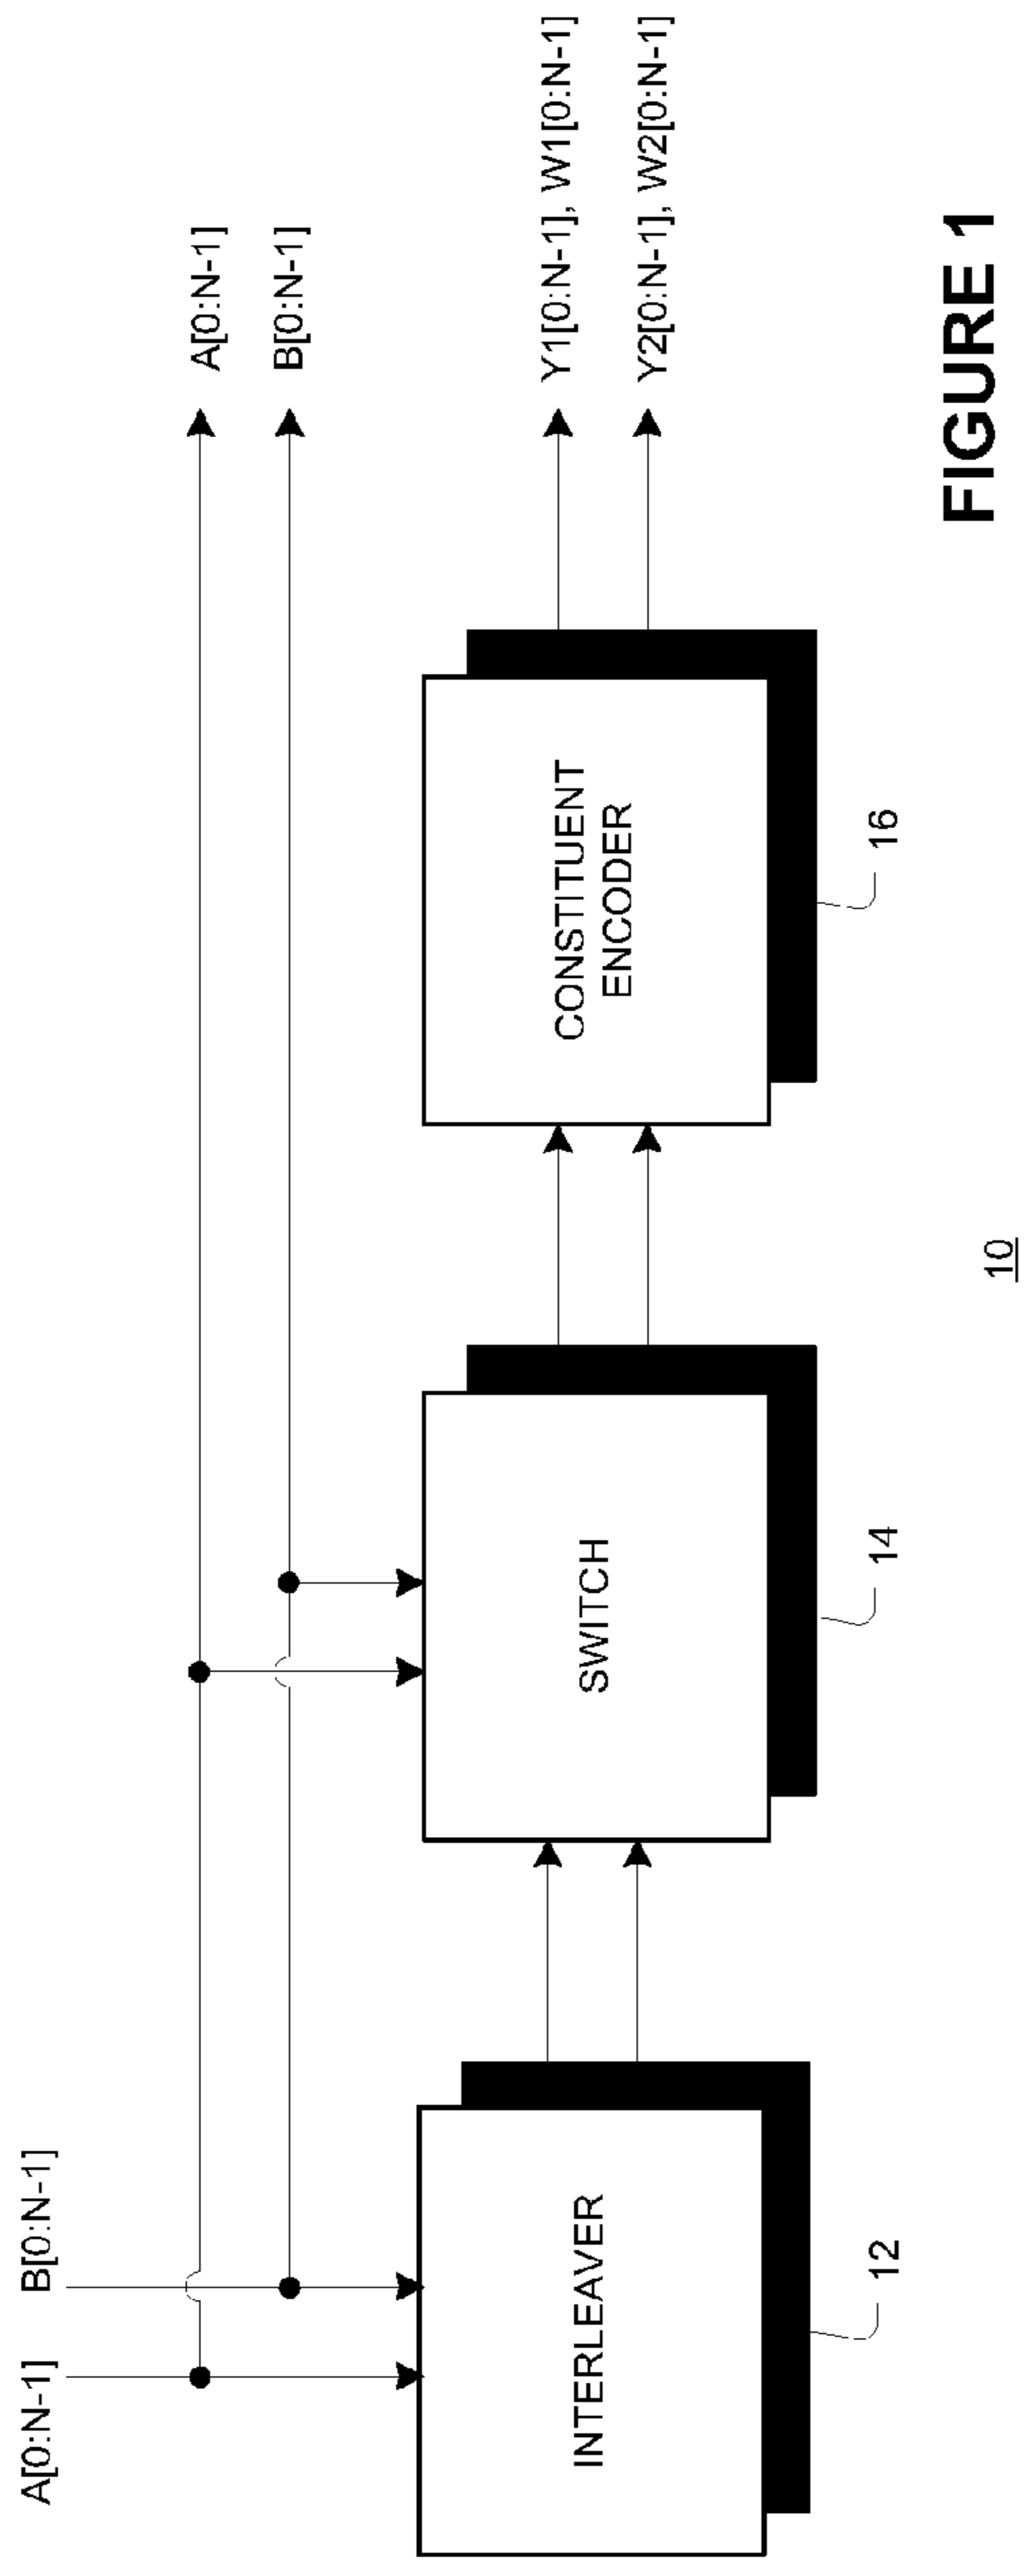 A[0:N-1]
B[0:N-1]
A[0:N-1]
B[0:N-1]
INTERLEAVER
12
SWITCH
14
CONSTITUENT
ENCODER
16
Y1[0:N-1], W1[0:N-1]
Y2[0:N-1], W2[0:N-1]
10
FIGURE 1